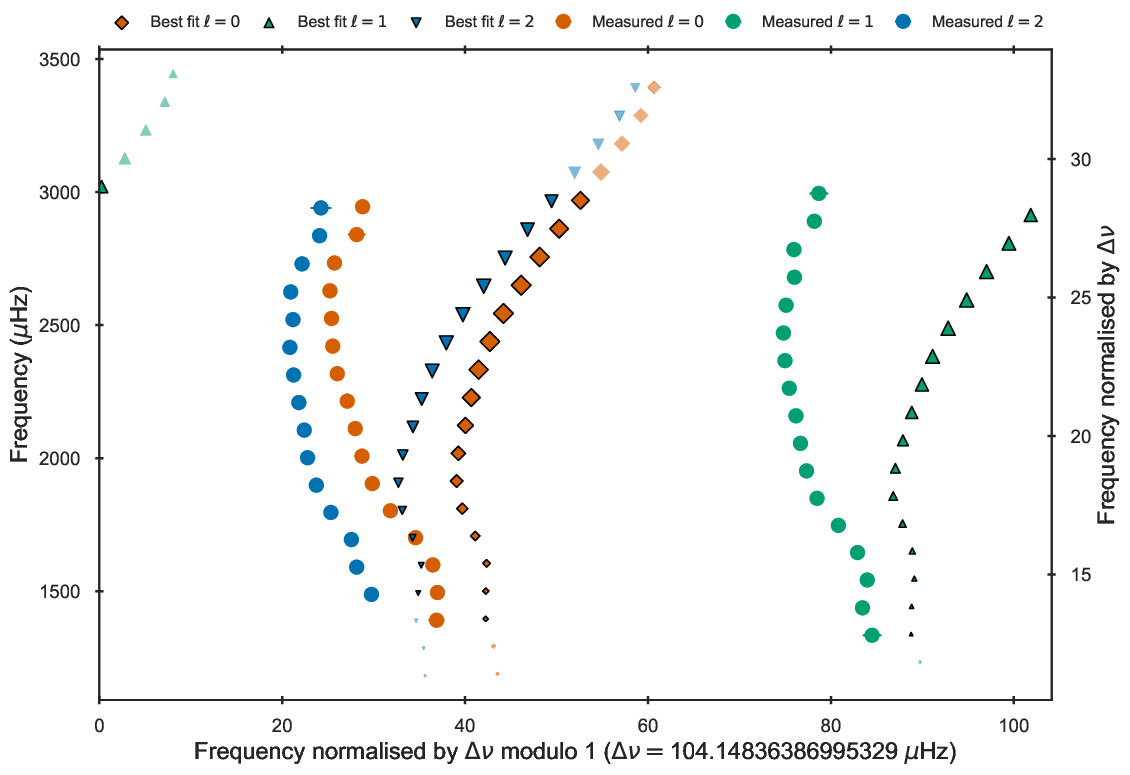 Best fit ℓ = 0 Best fit ℓ = 1 Best fit ℓ = 2 Measured ℓ = 0 Measured ℓ = 1 Measured ℓ = 2
3500
3000
2500
2000
1500
Frequency (μHz)
30
25
20
15
Frequency normalised by Δν
0 20 40 60 80 100
Frequency normalised by Δν modulo 1 (Δν = 104.14836386995329 μHz)